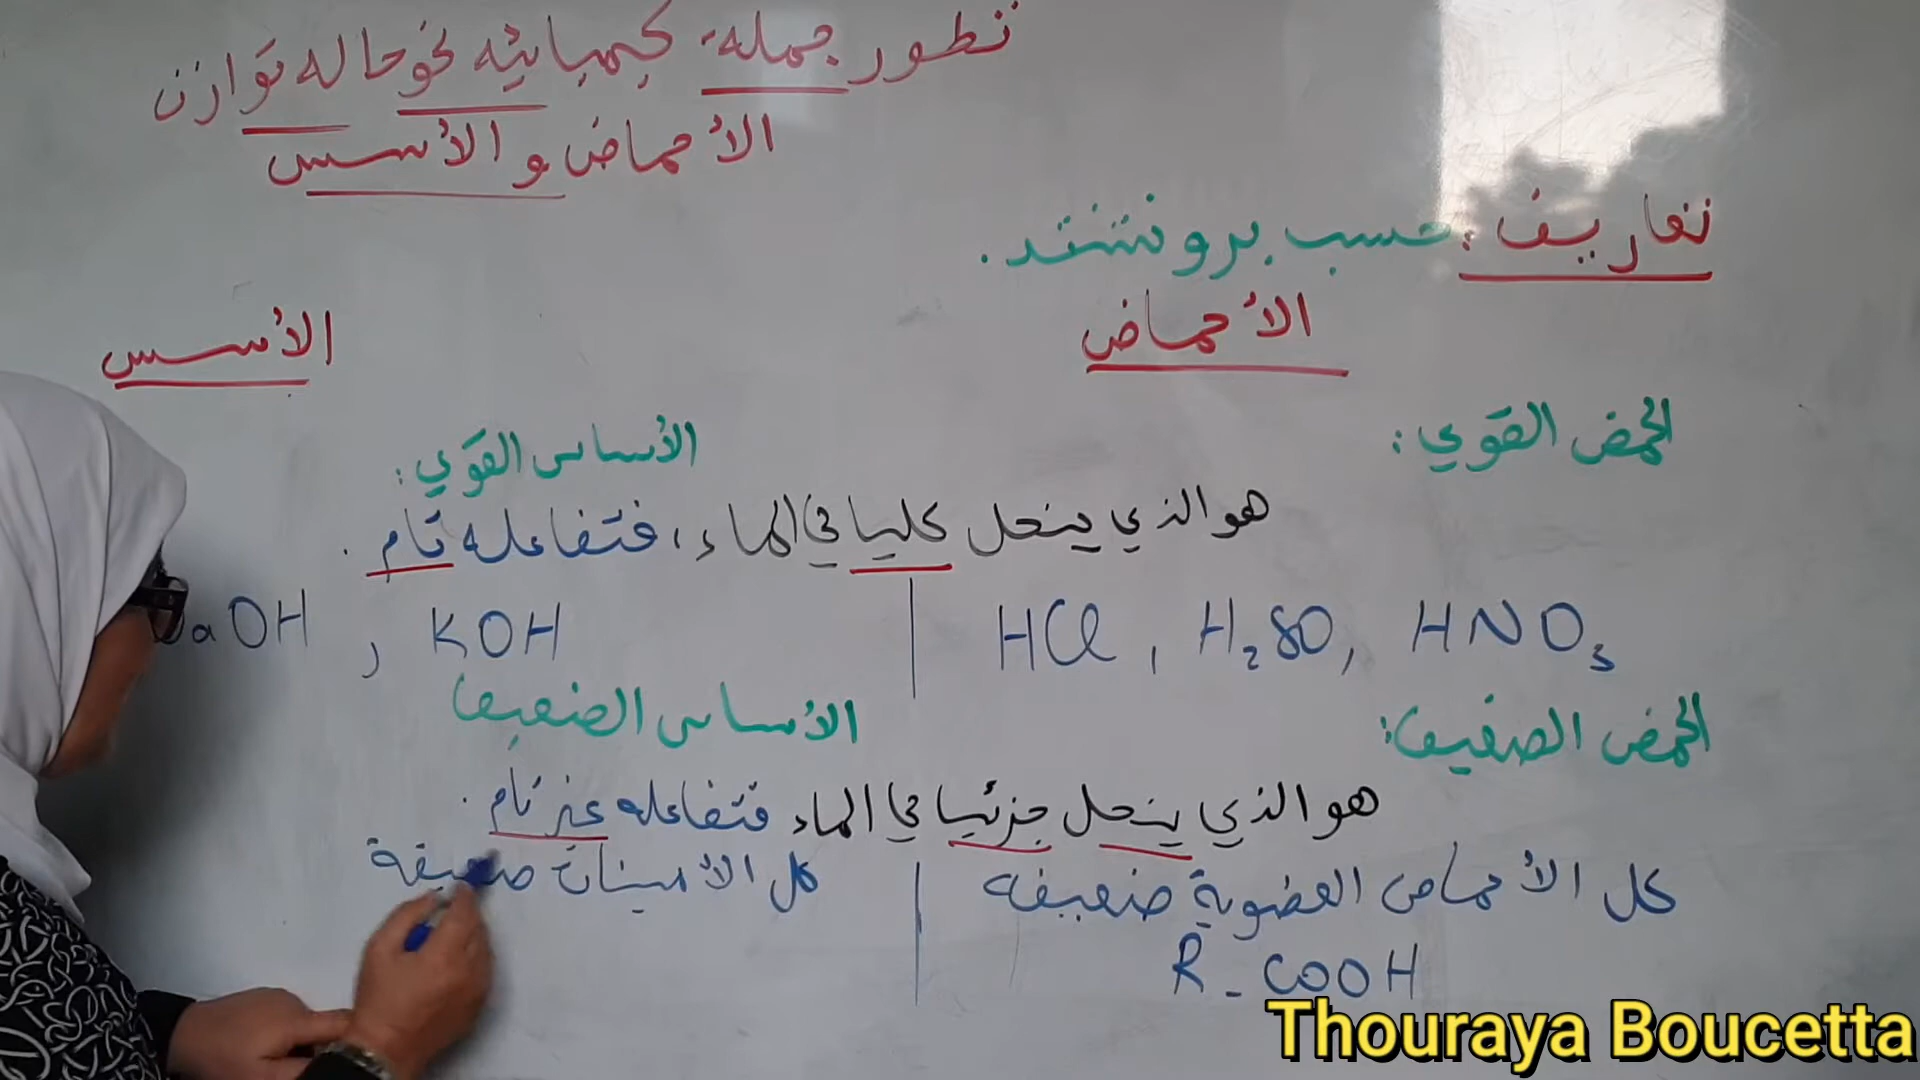 تطور جملة كيميائية نحو حالة توازن
الأحماض و الأسس
تعاريف: حسب برونشتد.
الأحماض
الأسس
الحمض القوي:
الأساس القوي:
هو الذي ينحل كليا في الماء، فتفاعله تام.
HCl, H₂SO, HNO₃
aOH , KOH
الحمض الضعيف:
الأساس الضعيف
هو الذي ينحل جزئيا في الماء فتفاعله غير تام.
كل الأحماض العضوية ضعيفة
R-COOH
كل الأمينات ضعيفة
Thouraya Boucetta